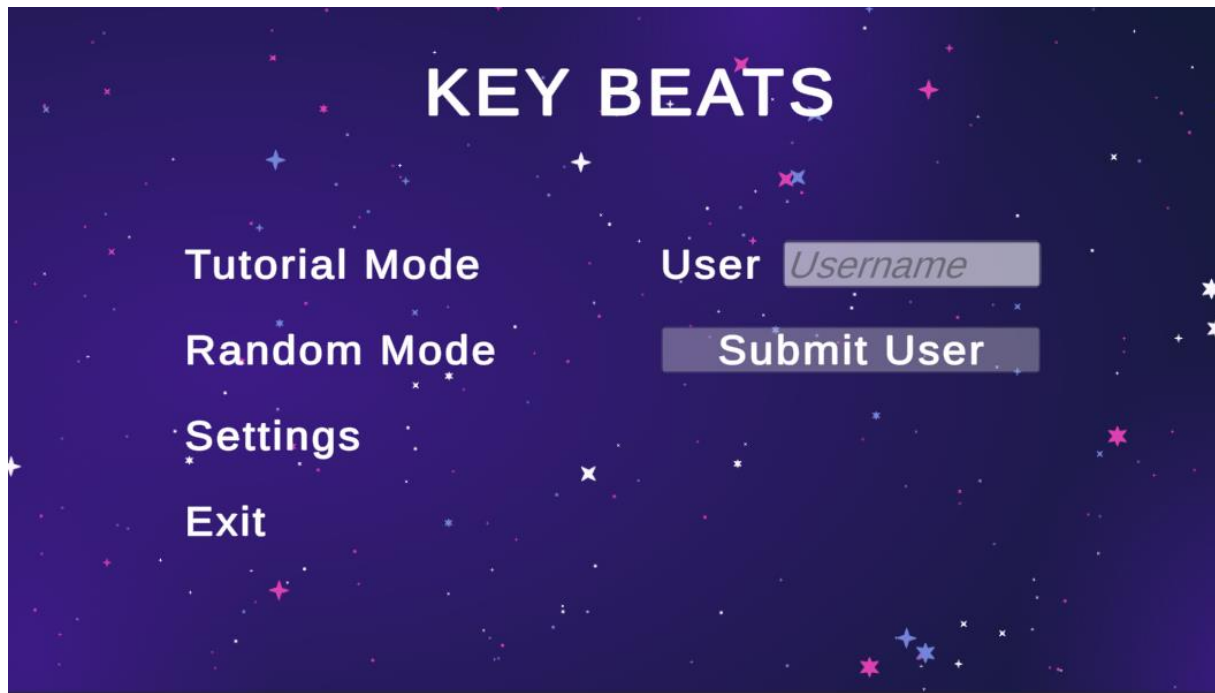 KEY BEATS
Tutorial Mode
Random Mode
Settings
Exit
User Username
Submit User